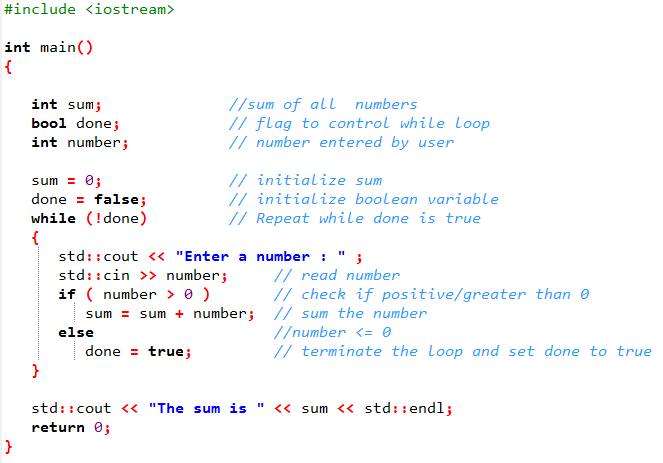 #include <iostream>
int main()
{
int sum; //sum of all  numbers
bool done; // flag to control while loop
int number; // number entered by user
sum = 0; // initialize sum
done = false; // initialize boolean variable
while (!done) // Repeat while done is true
{
std::cout << "Enter a number : " ;
std::cin >> number; // read number
if ( number > 0 ) // check if positive/greater than 0
sum = sum + number; // sum the number
else //number <= 0
done = true; // terminate the loop and set done to true
}
std::cout << "The sum is " << sum << std::endl;
return 0;
}